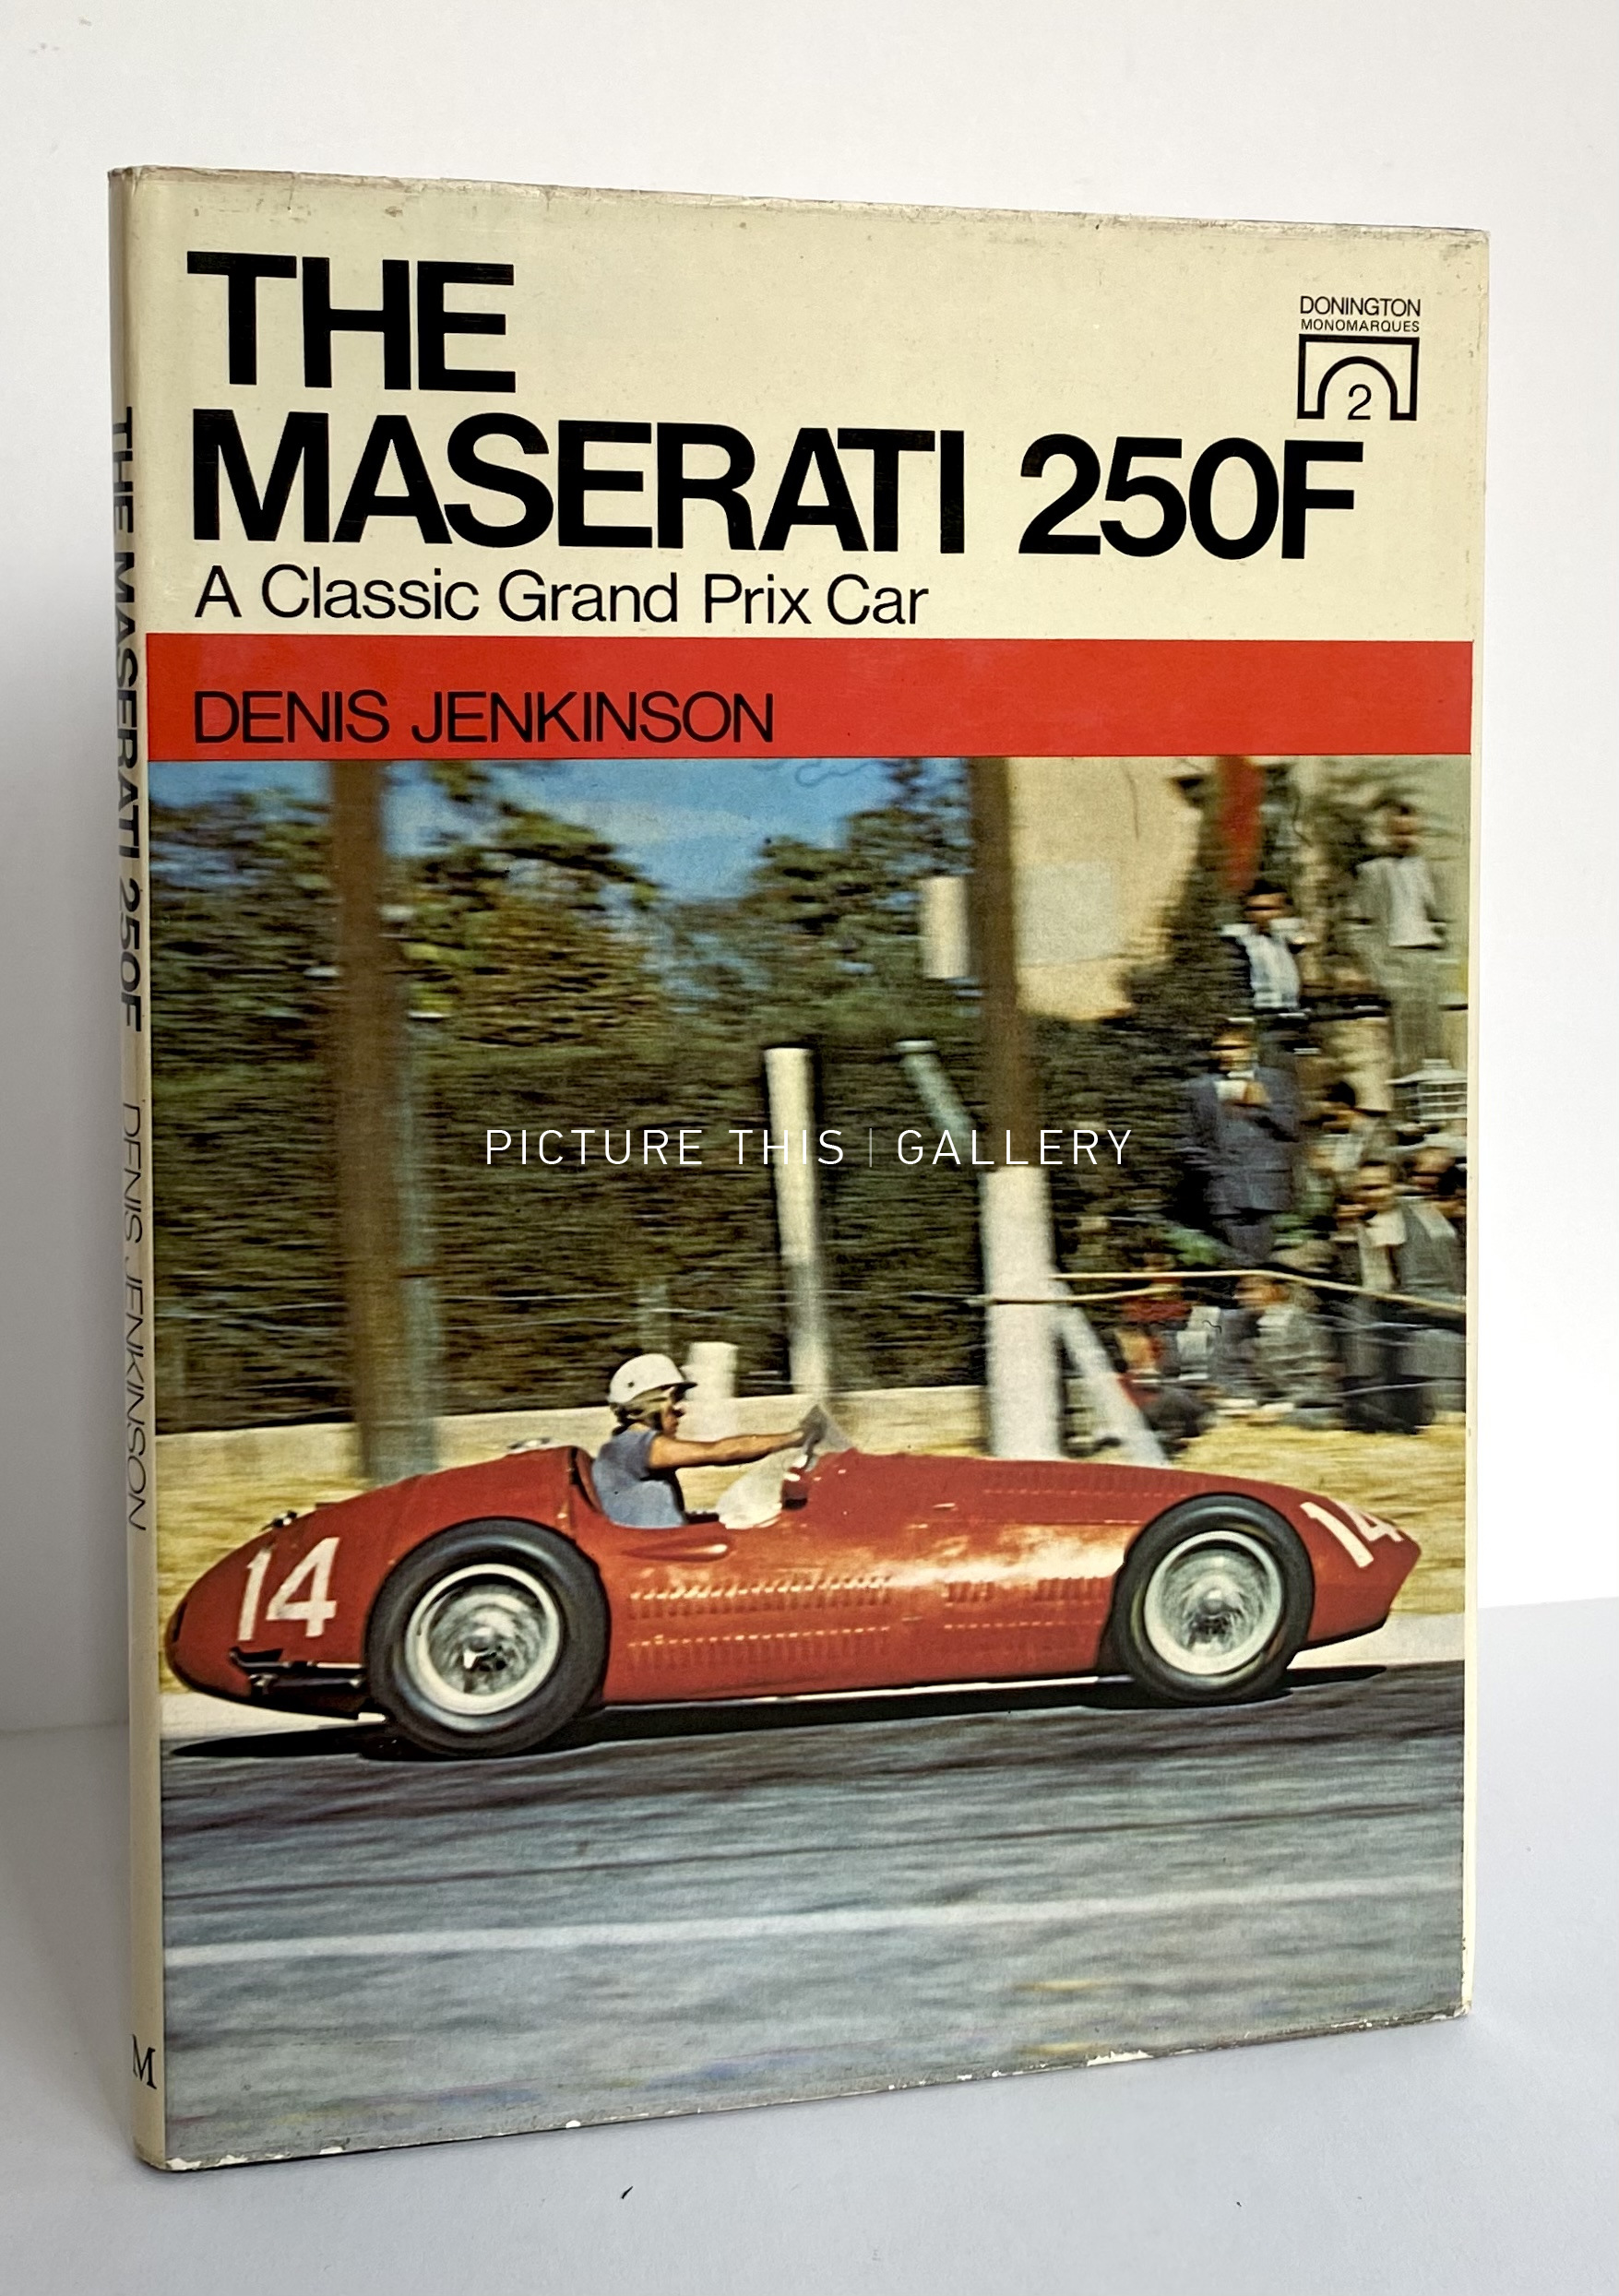 THE
MASERATI 250F
A Classic Grand Prix Car
DONINGTON
MONOMARQUES
2
DENIS JENKINSON
THE MASERATI 250F DENIS JENKINSON
M
PICTURE THIS | GALLERY
14
14